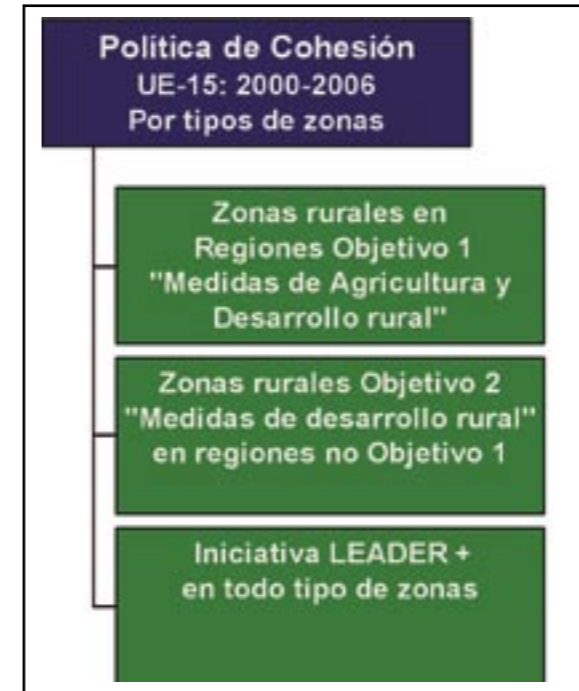 Política de Cohesión
UE-15: 2000-2006
Por tipos de zonas
Zonas rurales en
Regiones Objetivo 1
"Medidas de Agricultura y
Desarrollo rural"
Zonas rurales Objetivo 2
"Medidas de desarrollo rural"
en regiones no Objetivo 1
Iniciativa LEADER +
en todo tipo de zonas